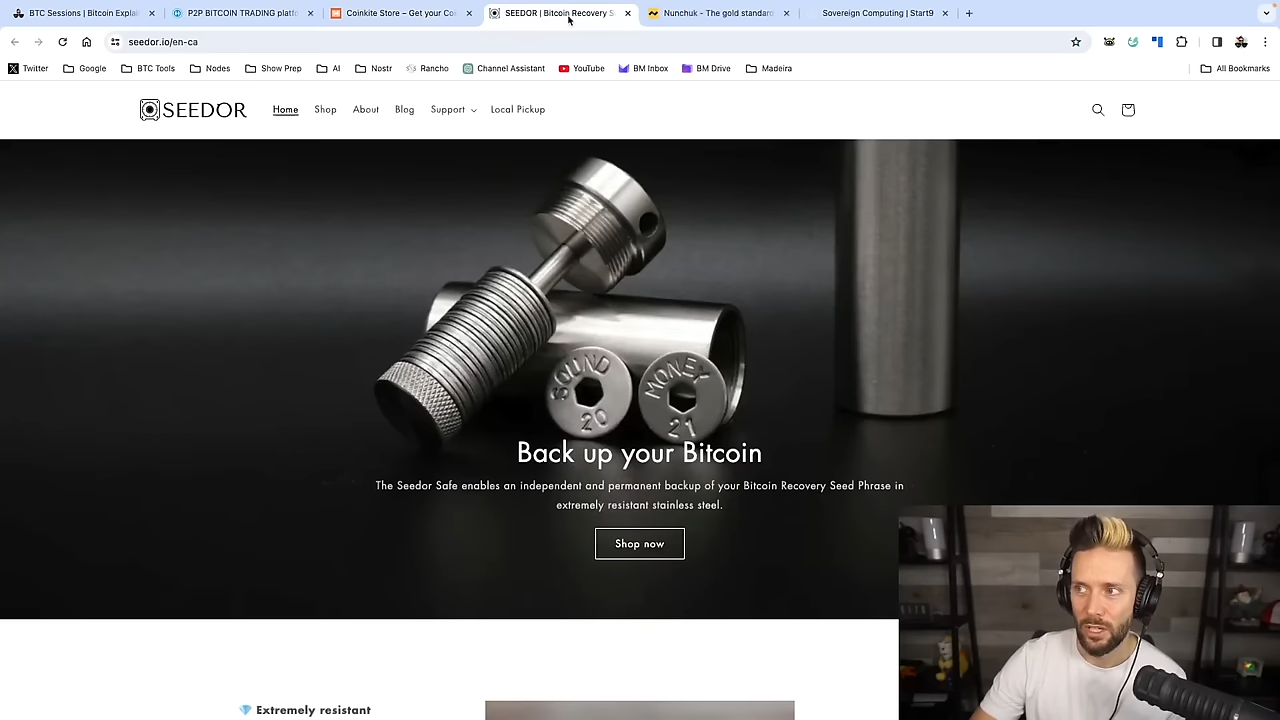 BTC Sessions | Bitcoin Explai
P2P BITCOIN TRADING platf
Coinkite Store – Get your Co
SEEDOR | Bitcoin Recovery S
Nunchuk - The gold standard
Sovereign Computing | Start9
seedor.io/en-ca
Twitter
Google
BTC Tools
Nodes
Show Prep
AI
Nostr
Rancho
Channel Assistant
YouTube
BM Inbox
BM Drive
Madeira
All Bookmarks
SEEDOR
Home
Shop
About
Blog
Support
Local Pickup
SOUND
20
MONEY
21
Back up your Bitcoin
The Seedor Safe enables an independent and permanent backup of your Bitcoin Recovery Seed Phrase in
extremely resistant stainless steel.
Shop now
Extremely resistant